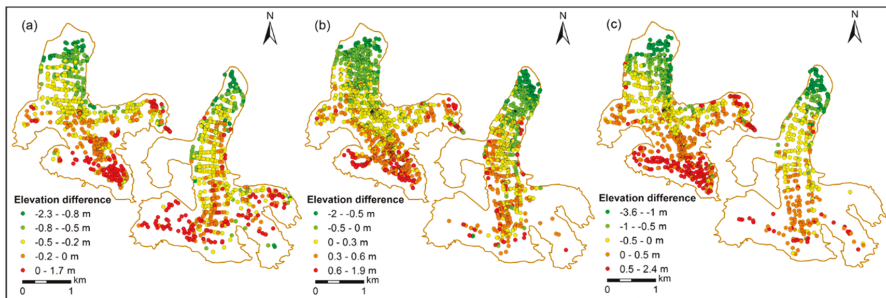 (a)
N
Elevation difference
-2.3 - -0.8 m
-0.8 - -0.5 m
-0.5 - -0.2 m
-0.2 - 0 m
0 - 1.7 m
km
0 1
(b)
N
Elevation difference
-2 - -0.5 m
-0.5 - 0 m
0 - 0.3 m
0.3 - 0.6 m
0.6 - 1.9 m
km
0 1
(c)
N
Elevation difference
-3.6 - -1 m
-1 - -0.5 m
-0.5 - 0 m
0 - 0.5 m
0.5 - 2.4 m
km
0 1